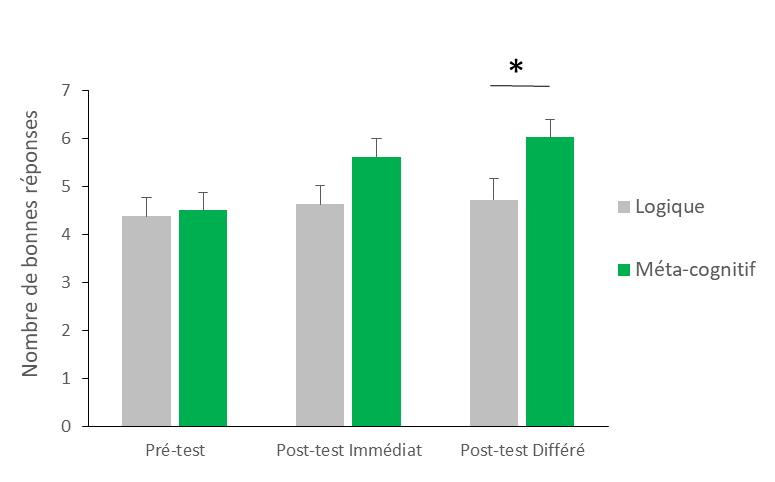 *
7
6
5
4
3
2
1
0
Nombre de bonnes réponses
Pré-test
Post-test Immédiat
Post-test Différé
Logique
Méta-cognitif